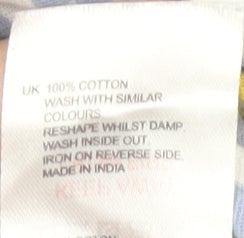 UK 100% COTTON
WASH WITH SIMILAR
COLOURS
RESHAPE WHILST DAMP.
WASH INSIDE OUT.
IRON ON REVERSE SIDE.
MADE IN INDIA